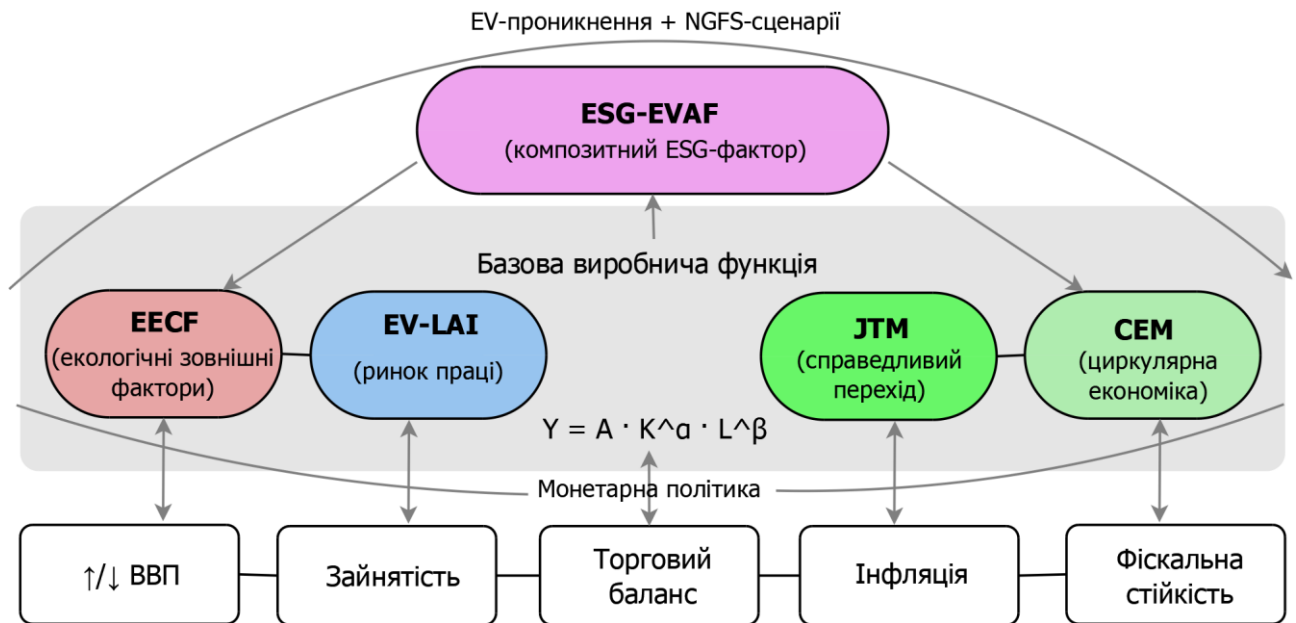 EV-проникнення + NGFS-сценарії
ESG-EVAF
(композитний ESG-фактор)
Базова виробнича функція
EECF
(екологічні зовнішні
фактори)
EV-LAI
(ринок праці)
JTM
(справедливий
перехід)
CEM
(циркулярна
економіка)
Y = A · K^α · L^β
Монетарна політика
↑/↓ ВВП
Зайнятість
Торговий
баланс
Інфляція
Фіскальна
стійкість